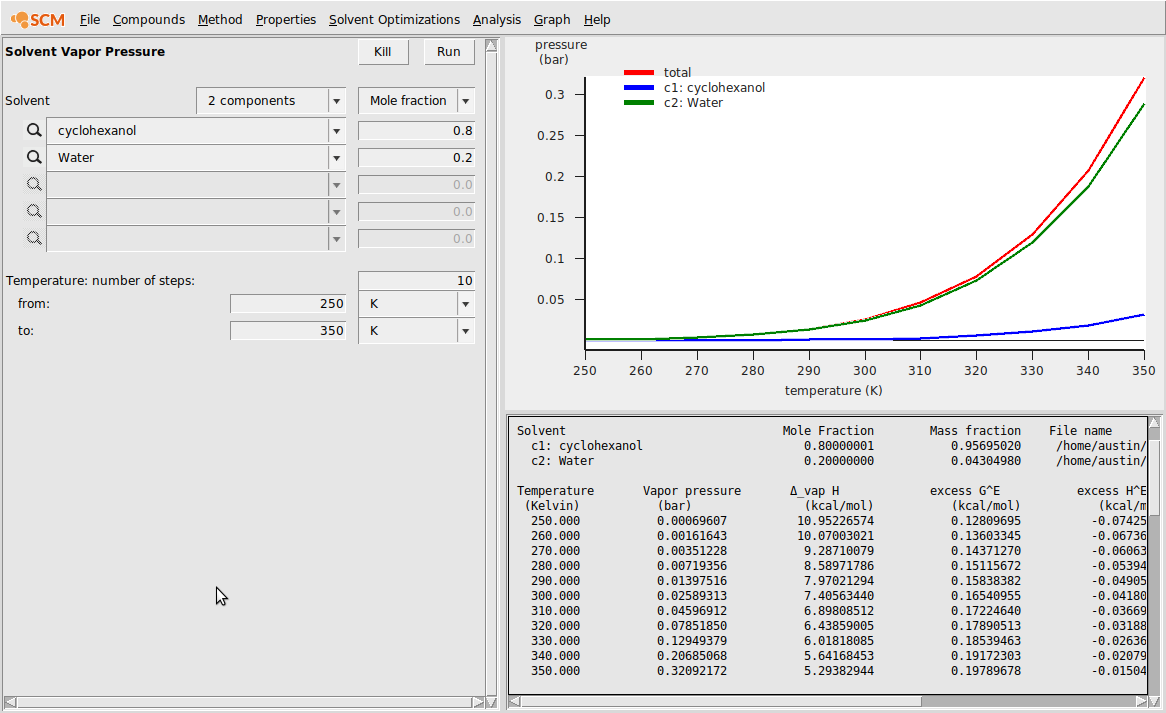 SCM File Compounds Method Properties Solvent Optimizations Analysis Graph Help
Solvent Vapor Pressure Kill Run
Solvent 2 components Mole fraction
cyclohexanol 0.8
Water 0.2
0.0
0.0
0.0
Temperature: number of steps: 10
from: 250 K
to: 350 K
pressure
(bar)
total
c1: cyclohexanol
c2: Water
0.3
0.25
0.2
0.15
0.1
0.05
250 260 270 280 290 300 310 320 330 340 350
temperature (K)
Solvent Mole Fraction Mass fraction File name
c1: cyclohexanol 0.80000001 0.95695020 /home/austin/
c2: Water 0.20000000 0.04304980 /home/austin/
Temperature Vapor pressure Δ_vap H excess G^E excess H^E
(Kelvin) (bar) (kcal/mol) (kcal/mol) (kcal/m
250.000 0.00069607 10.95226574 0.12809695 -0.07425
260.000 0.00161643 10.07003021 0.13603345 -0.06736
270.000 0.00351228 9.28710079 0.14371270 -0.06063
280.000 0.00719356 8.58971786 0.15115672 -0.05394
290.000 0.01397516 7.97021294 0.15838382 -0.04905
300.000 0.02589313 7.40563440 0.16540955 -0.04180
310.000 0.04596912 6.89808512 0.17224640 -0.03669
320.000 0.07851850 6.43859005 0.17890513 -0.03188
330.000 0.12949379 6.01818085 0.18539463 -0.02636
340.000 0.20685068 5.64168453 0.19172303 -0.02079
350.000 0.32092172 5.29382944 0.19789678 -0.01504